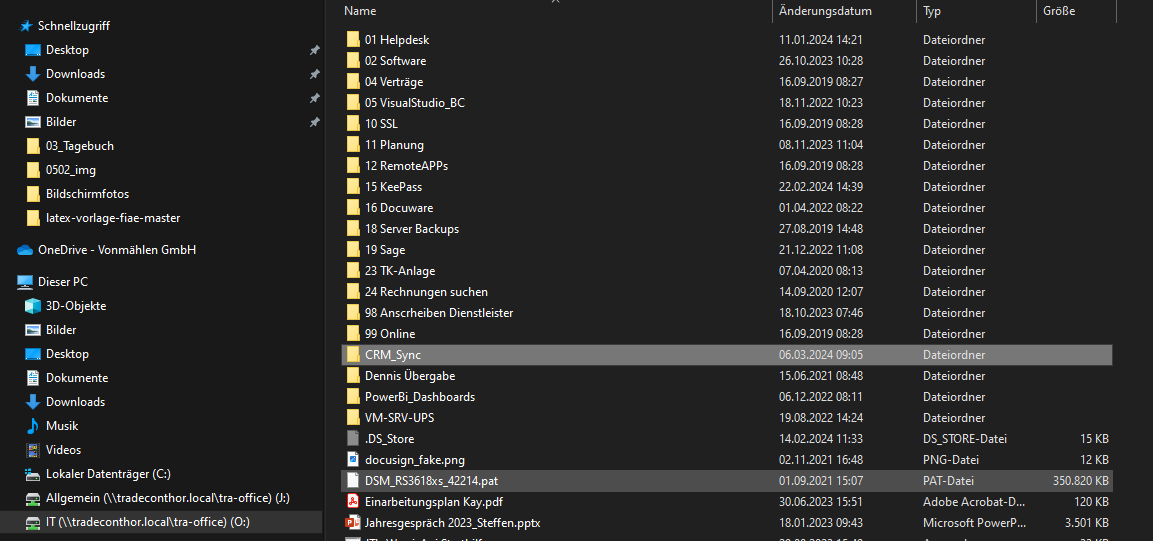 Schnellzugriff
Desktop
Downloads
Dokumente
Bilder
03_Tagebuch
0502_img
Bildschirmfotos
latex-vorlage-fiae-master
OneDrive - Vonmählen GmbH
Dieser PC
3D-Objekte
Bilder
Desktop
Dokumente
Downloads
Musik
Videos
Lokaler Datenträger (C:)
Allgemein (\\tradeconthor.local\tra-office) (J:)
IT (\\tradeconthor.local\tra-office) (O:)
Name Änderungsdatum Typ Größe
01 Helpdesk 11.01.2024 14:21 Dateiordner
02 Software 26.10.2023 10:28 Dateiordner
04 Verträge 16.09.2019 08:27 Dateiordner
05 VisualStudio_BC 18.11.2022 10:23 Dateiordner
10 SSL 16.09.2019 08:28 Dateiordner
11 Planung 08.11.2023 11:04 Dateiordner
12 RemoteAPPs 16.09.2019 08:28 Dateiordner
15 KeePass 22.02.2024 14:39 Dateiordner
16 Docuware 01.04.2022 08:22 Dateiordner
18 Server Backups 27.08.2019 14:48 Dateiordner
19 Sage 21.12.2022 11:08 Dateiordner
23 TK-Anlage 07.04.2020 08:13 Dateiordner
24 Rechnungen suchen 14.09.2020 12:07 Dateiordner
98 Anscrheiben Dienstleister 18.10.2023 07:46 Dateiordner
99 Online 16.09.2019 08:28 Dateiordner
CRM_Sync 06.03.2024 09:05 Dateiordner
Dennis Übergabe 15.06.2021 08:48 Dateiordner
PowerBi_Dashboards 06.12.2022 08:11 Dateiordner
VM-SRV-UPS 19.08.2022 14:24 Dateiordner
.DS_Store 14.02.2024 11:33 DS_STORE-Datei 15 KB
docusign_fake.png 02.11.2021 16:48 PNG-Datei 12 KB
DSM_RS3618xs_42214.pat 01.09.2021 15:07 PAT-Datei 350.820 KB
Einarbeitungsplan Kay.pdf 30.06.2023 15:51 Adobe Acrobat-D... 120 KB
Jahresgespräch 2023_Steffen.pptx 18.01.2023 09:43 Microsoft PowerP... 3.501 KB